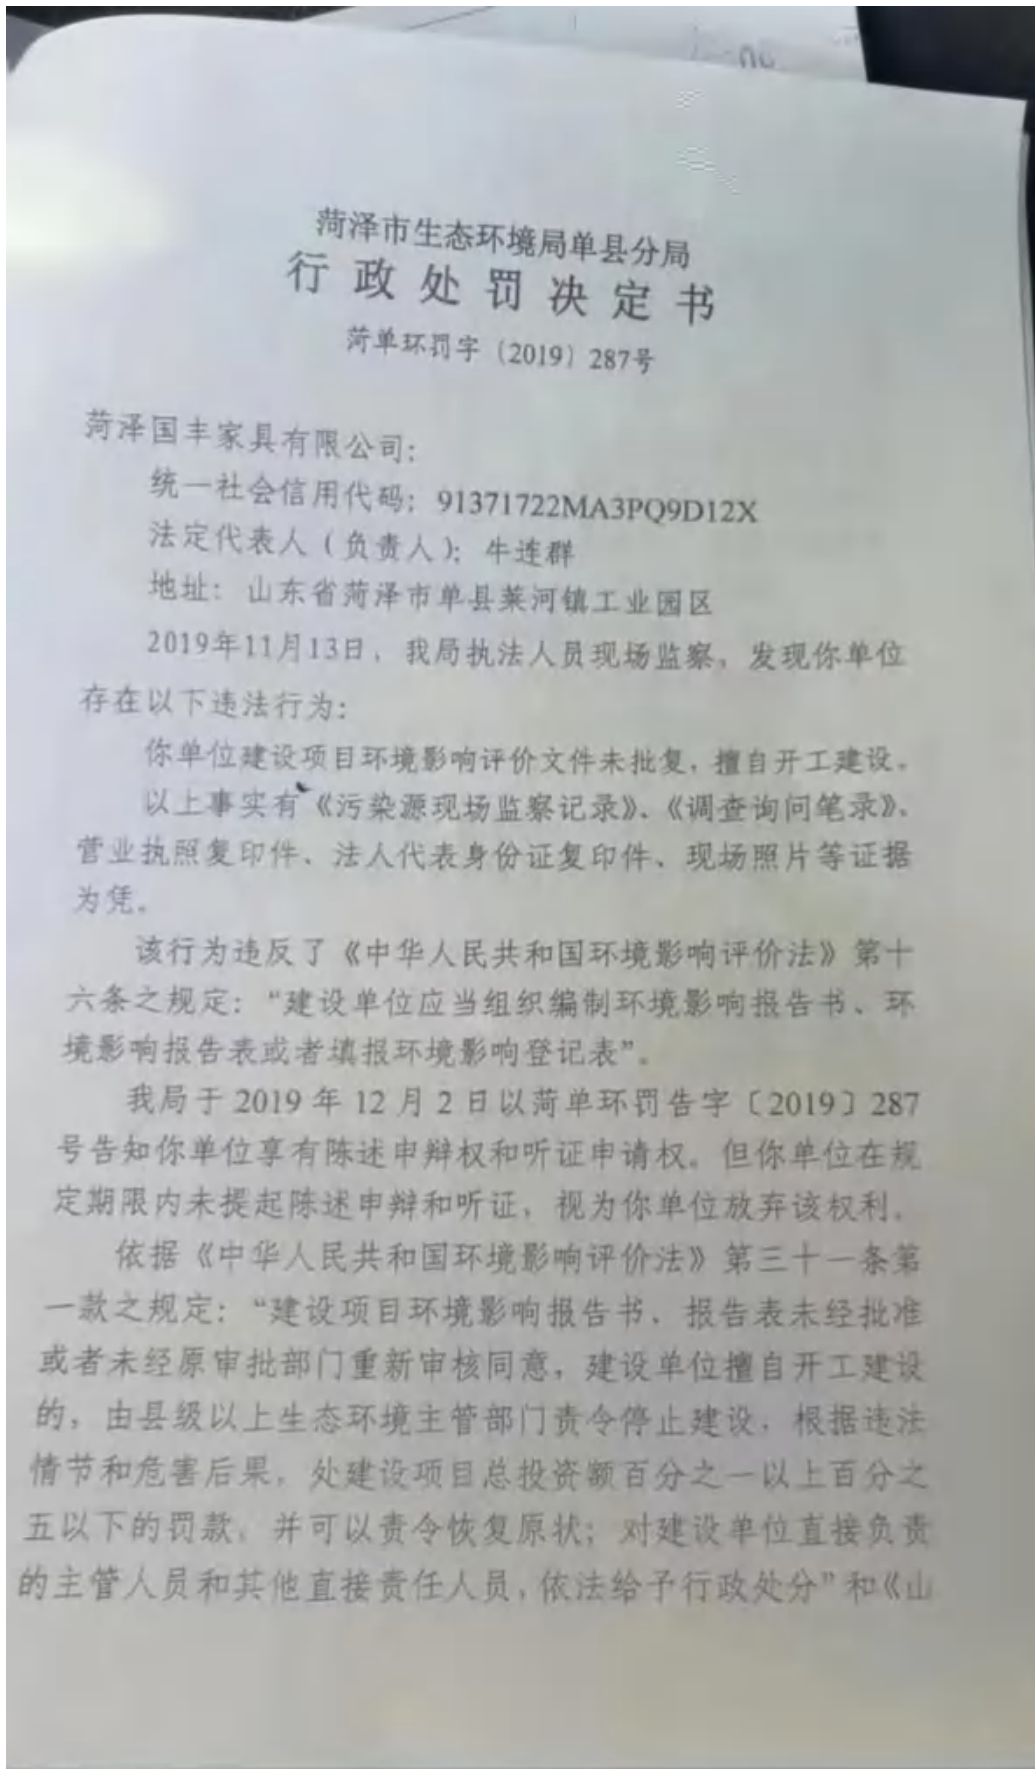 菏泽市生态环境局单县分局
行政处罚决定书
菏单环罚字〔2019〕287号
菏泽国丰家具有限公司:
统一社会信用代码:91371722MA3PQ9D12X
法定代表人(负责人):牛连群
地址:山东省菏泽市单县莱河镇工业园区
2019年11月13日,我局执法人员现场监察,发现你单位
存在以下违法行为:
你单位建设项目环境影响评价文件未批复,擅自开工建设。
以上事实有《污染源现场监察记录》、《调查询问笔录》、
营业执照复印件、法人代表身份证复印件、现场照片等证据
为凭。
该行为违反了《中华人民共和国环境影响评价法》第十
六条之规定:“建设单位应当组织编制环境影响报告书、环
境影响报告表或者填报环境影响登记表”。
我局于2019年12月2日以菏单环罚告字〔2019〕287
号告知你单位享有陈述申辩权和听证申请权。但你单位在规
定期限内未提起陈述申辩和听证,视为你单位放弃该权利。
依据《中华人民共和国环境影响评价法》第三十一条第
一款之规定:“建设项目环境影响报告书、报告表未经批准
或者未经原审批部门重新审核同意,建设单位擅自开工建设
的,由县级以上生态环境主管部门责令停止建设,根据违法
情节和危害后果,处建设项目总投资额百分之一以上百分之
五以下的罚款,并可以责令恢复原状;对建设单位直接负责
的主管人员和其他直接责任人员,依法给予行政处分”和《山